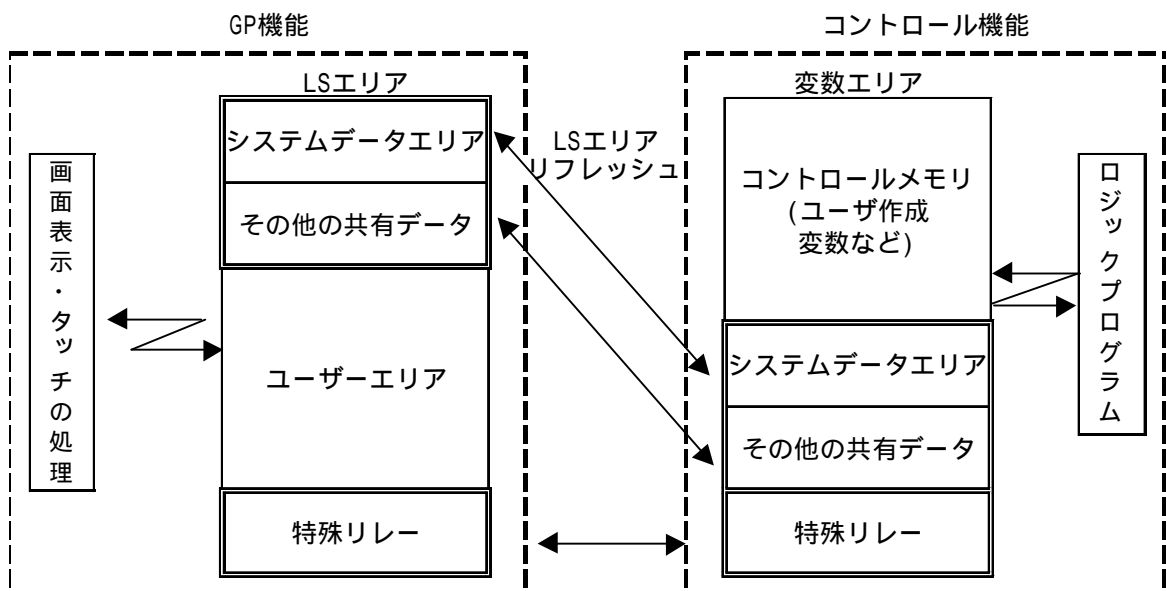 GP機能
コントロール機能
LSエリア
変数エリア
システムデータエリア
その他の共有データ
ユーザーエリア
特殊リレー
画面表示・タッチの処理
LSエリア
リフレッシュ
コントロールメモリ
(ユーザ作成
変数など)
システムデータエリア
その他の共有データ
特殊リレー
ロジックプログラム